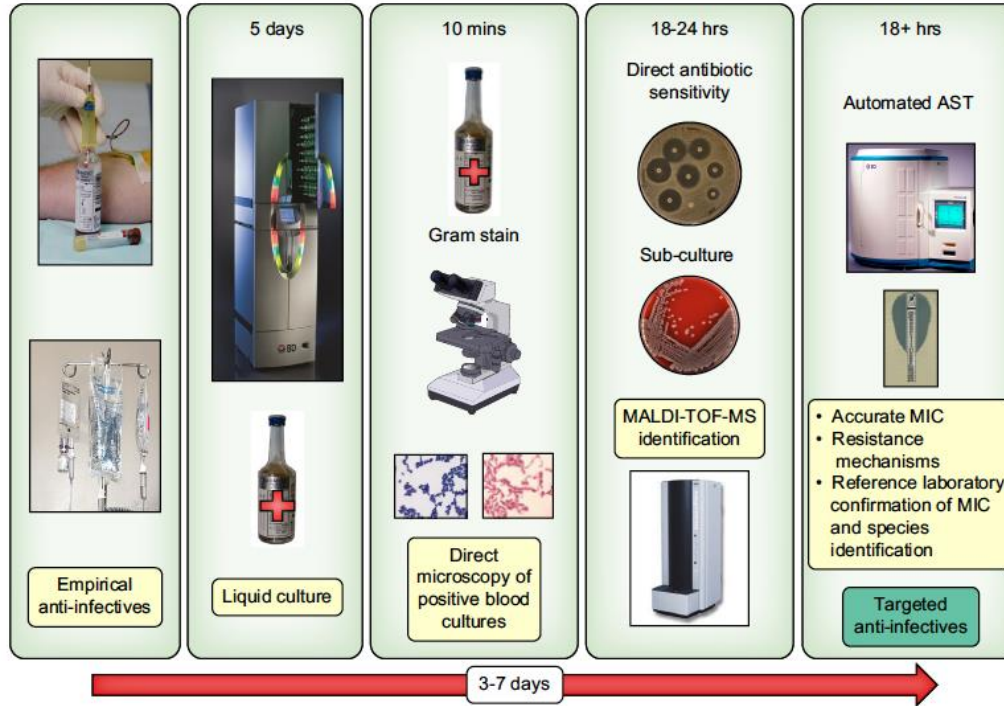 5 days
10 mins
18-24 hrs
18+ hrs
Direct antibiotic
sensitivity
Automated AST
Gram stain
Sub-culture
BD
BD
MALDI-TOF-MS
identification
• Accurate MIC
• Resistance
mechanisms
• Reference laboratory
confirmation of MIC
and species
identification
Empirical
anti-infectives
Liquid culture
Direct
microscopy of
positive blood
cultures
Targeted
anti-infectives
3-7 days